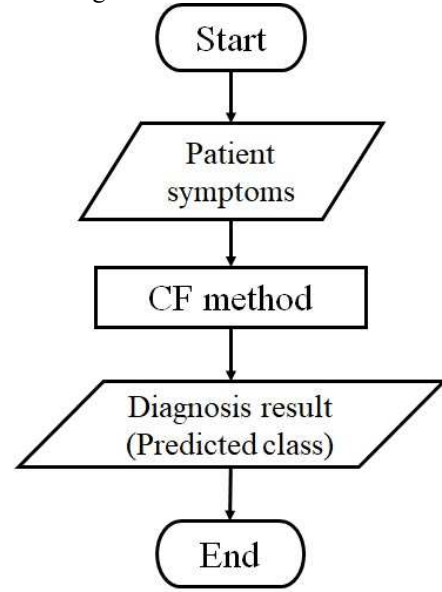 Start
Patient
symptoms
CF method
Diagnosis result
(Predicted class)
End